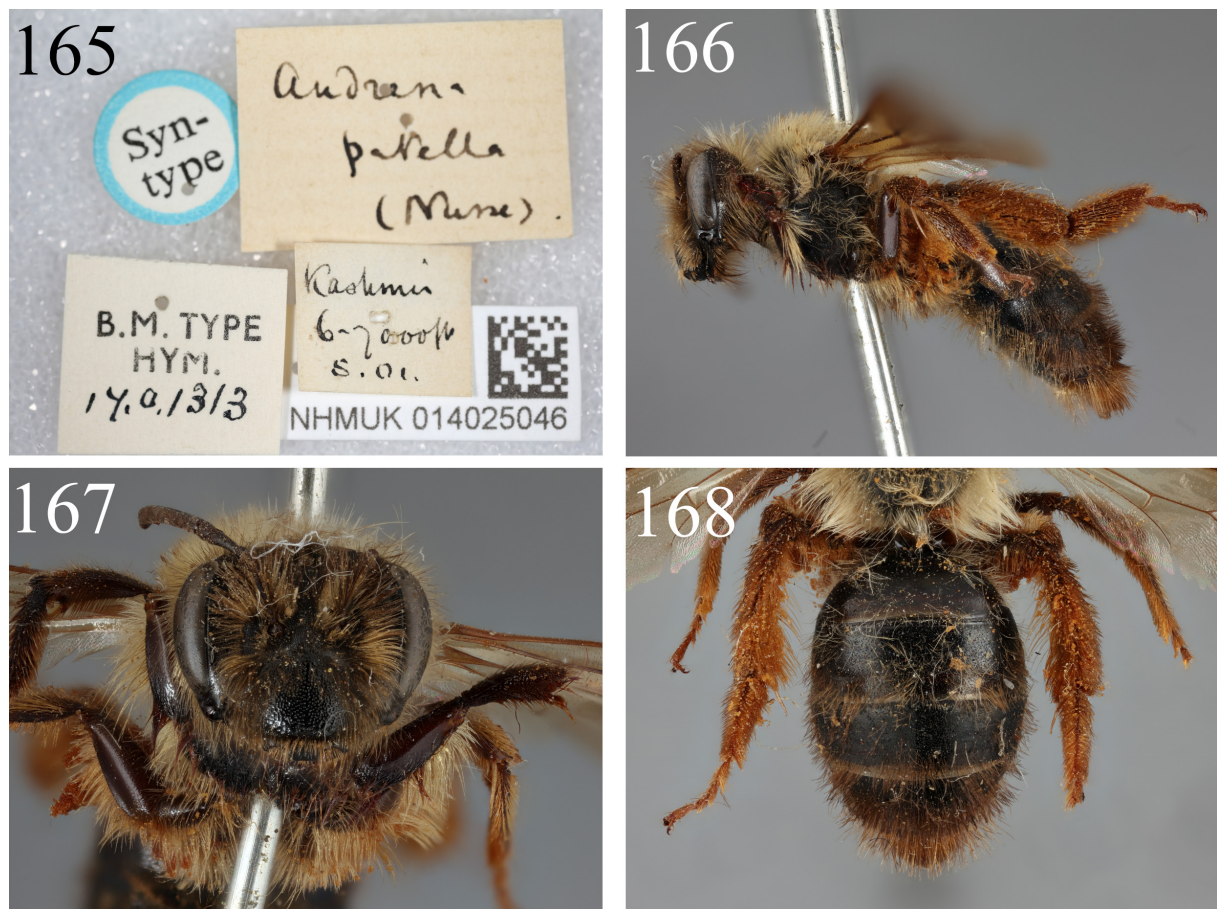 165
Syn-
type
Andrena
patella
(Nurse).
B.M. TYPE
HYM.
17.a.1313
Kashmir
6-7000ft
5.01.
NHMUK 014025046
166
167
168